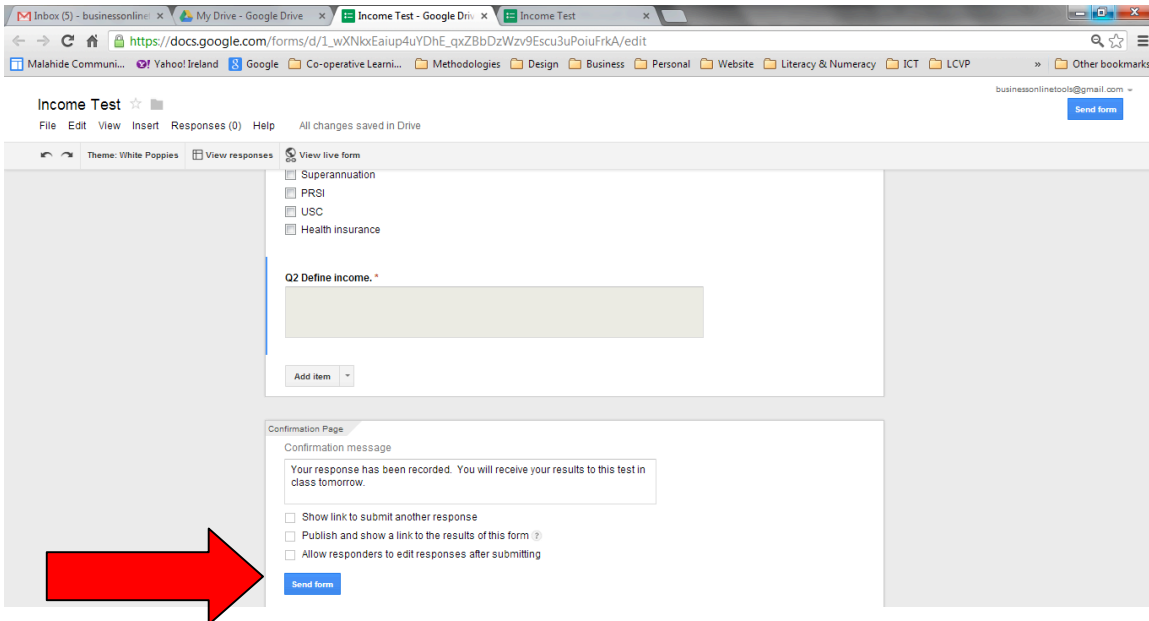 Inbox (5) - businessonline
My Drive - Google Drive
Income Test - Google Driv
Income Test
https://docs.google.com/forms/d/1_wXNkxEaiup4uYDhE_qxZBbDzWzv9Escu3uPoiuFrkA/edit
Malahide Communi... Yahoo! Ireland Google Co-operative Learni... Methodologies Design Business Personal Website Literacy & Numeracy ICT LCVP » Other bookmarks
businessonlinetools@gmail.com
Income Test
Send form
File Edit View Insert Responses (0) Help All changes saved in Drive
Theme: White Poppies View responses View live form
Superannuation
PRSI
USC
Health insurance
Q2 Define income. *
Add item
Confirmation Page
Confirmation message
Your response has been recorded. You will receive your results to this test in
class tomorrow.
Show link to submit another response
Publish and show a link to the results of this form ?
Allow responders to edit responses after submitting
Send form